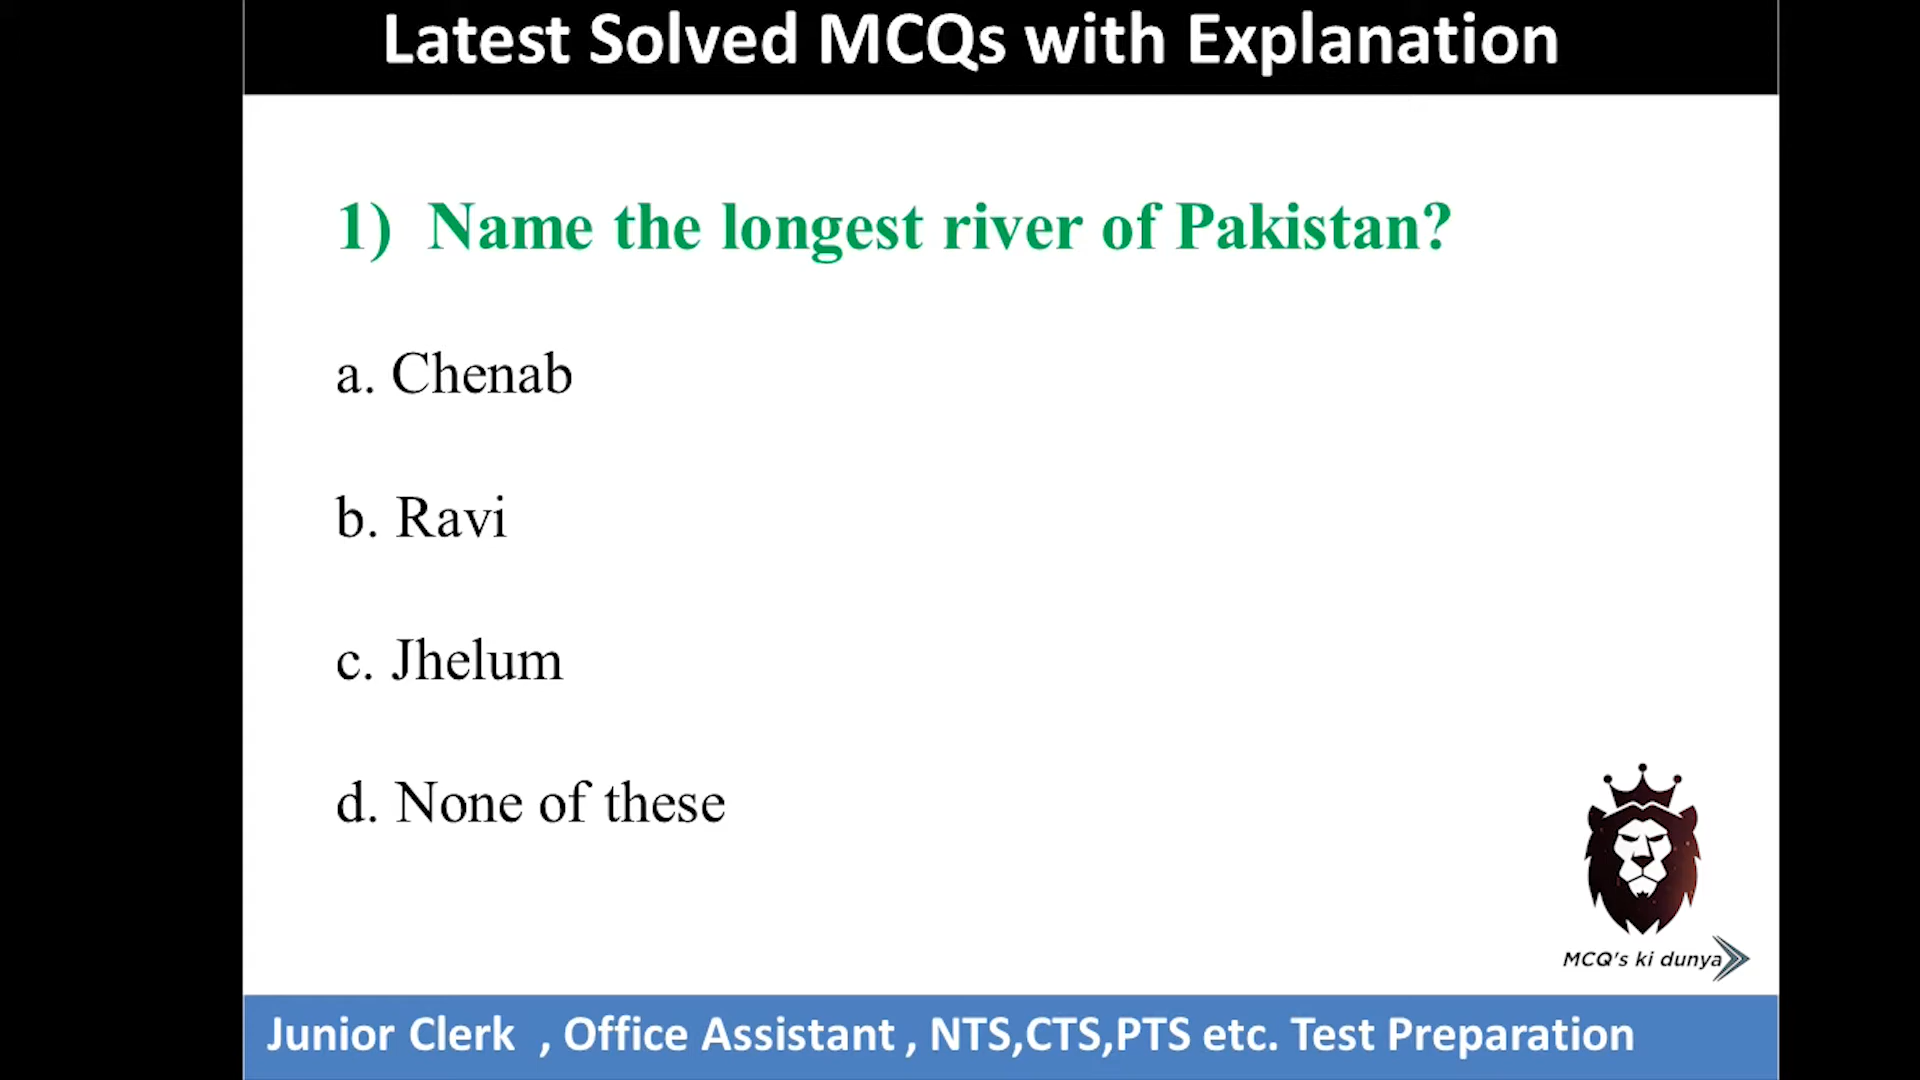 Latest Solved MCQs with Explanation
1) Name the longest river of Pakistan?
a. Chenab
b. Ravi
c. Jhelum
d. None of these
MCQ's ki dunya
Junior Clerk , Office Assistant , NTS,CTS,PTS etc. Test Preparation